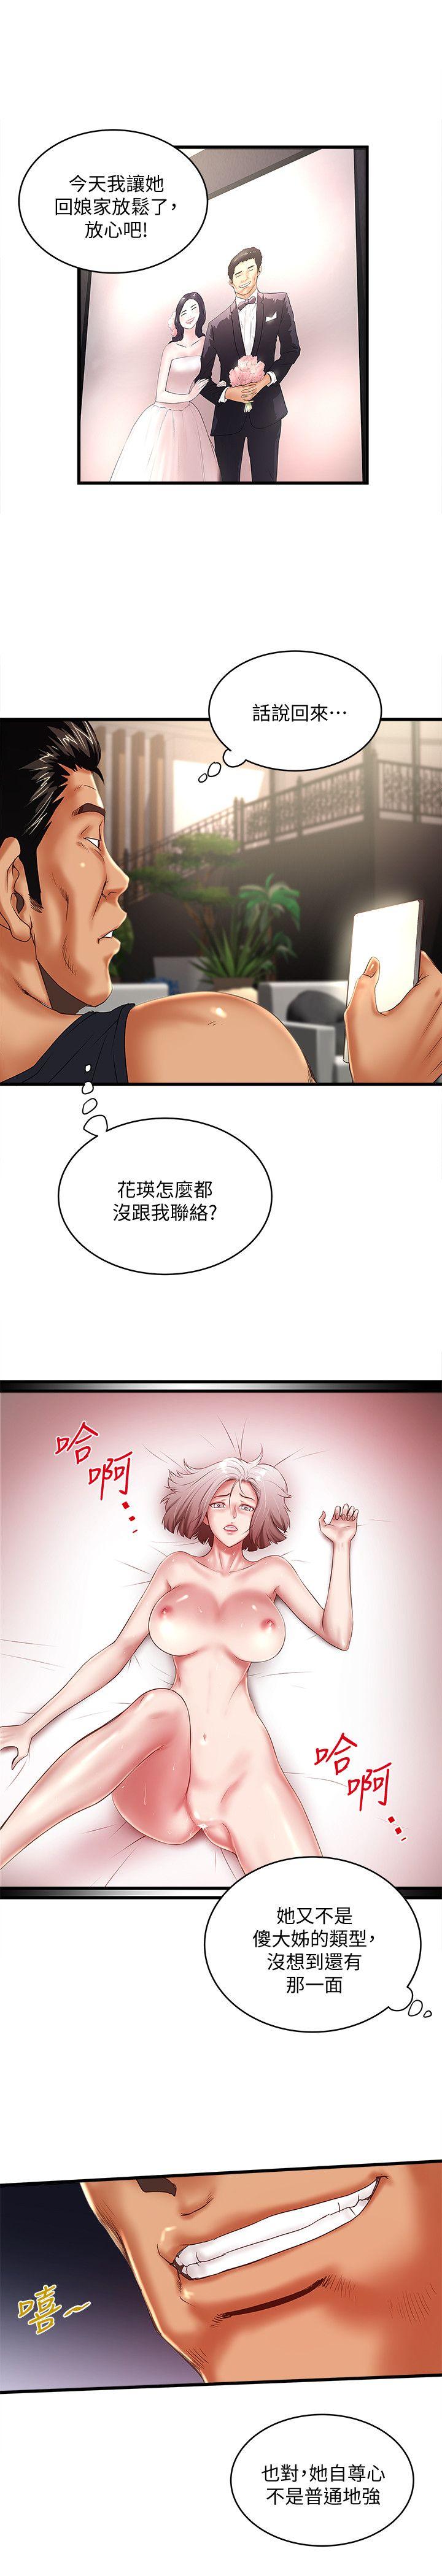 今天我讓她
回娘家放鬆了,
放心吧!
話說回來⋯
花瑛怎麼都
沒跟我聯絡?
哈
啊
⋯
哈
啊
⋯
她又不是
傻大姊的類型,
沒想到還有
那一面
嘻~
也對,她自尊心
不是普通地強